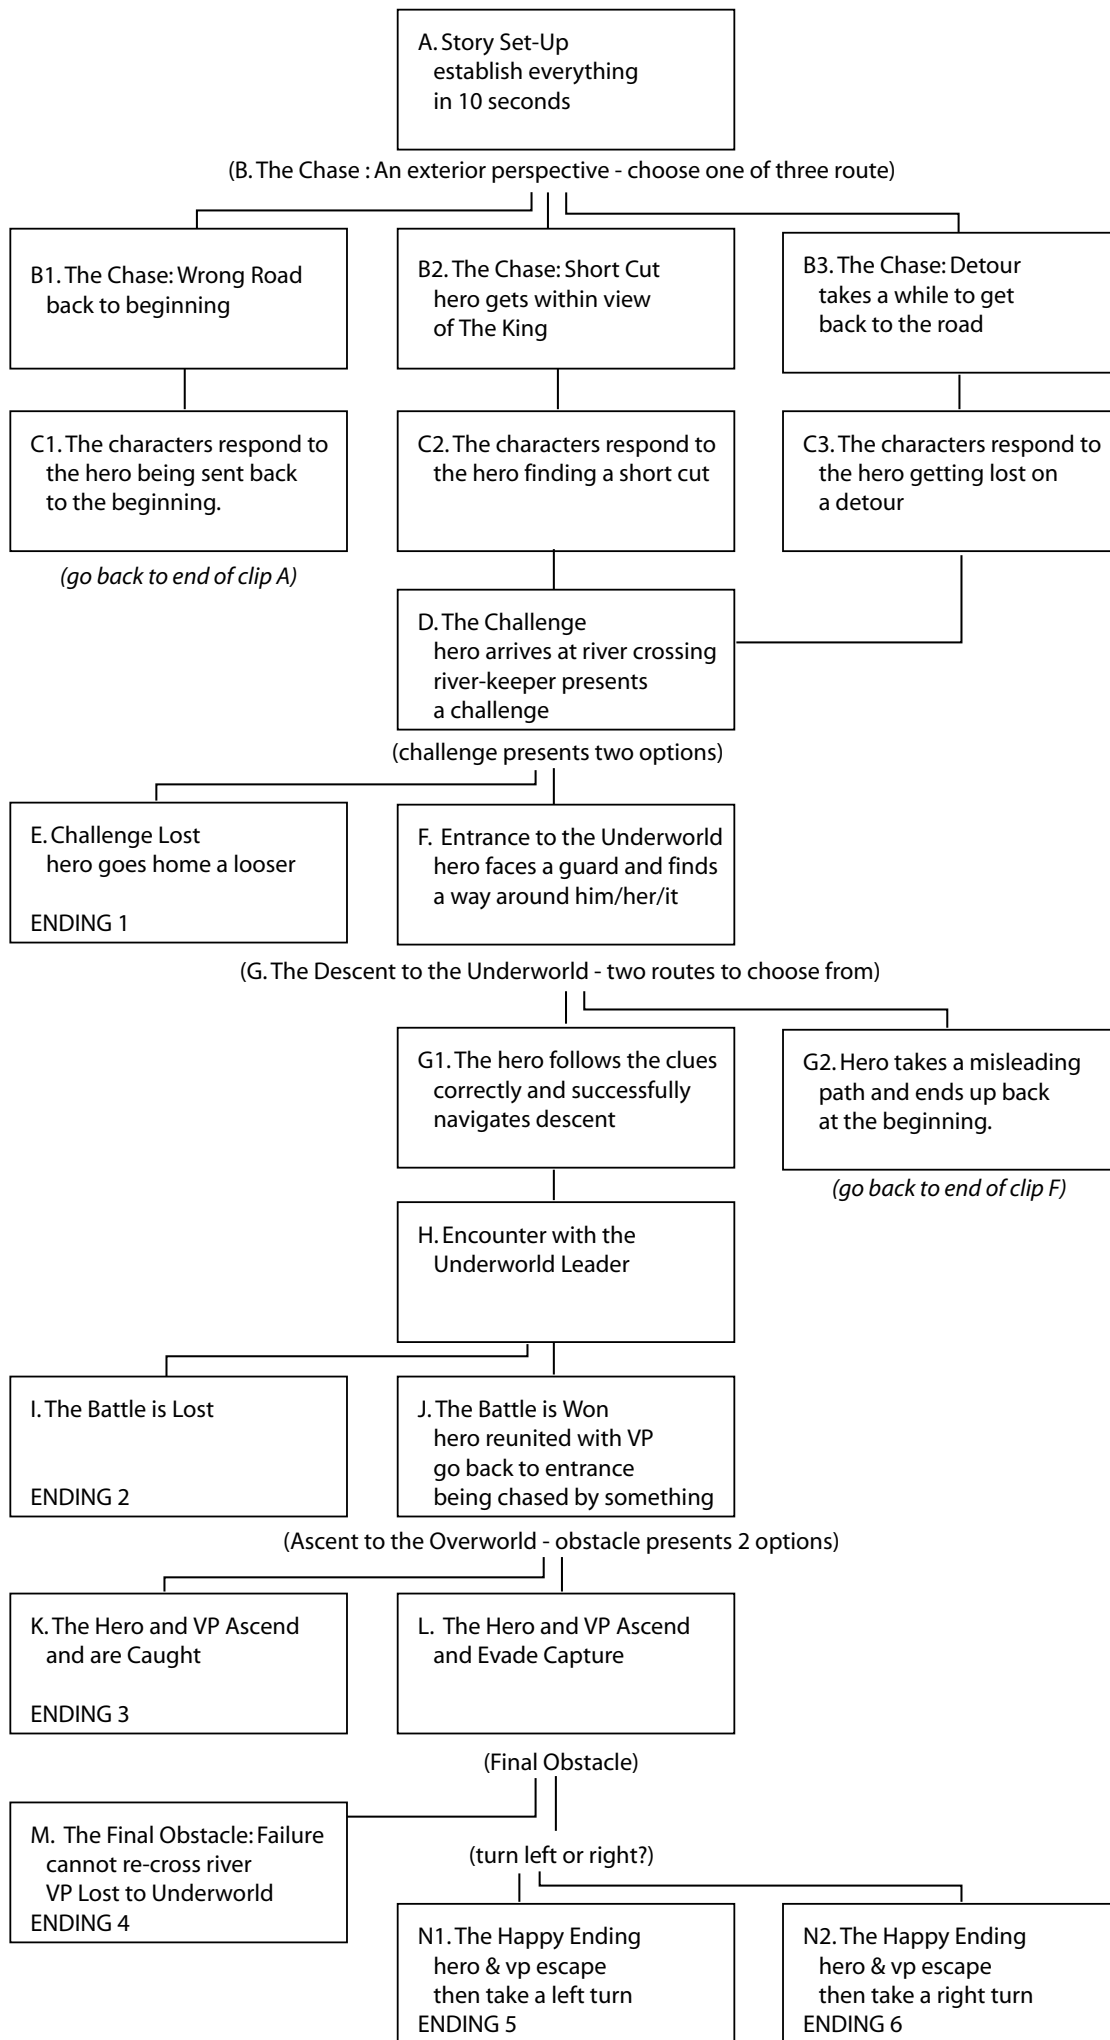 A. Story Set-Up
establish everything
in 10 seconds
(B. The Chase : An exterior perspective - choose one of three route)
B1. The Chase: Wrong Road
back to beginning
B2. The Chase: Short Cut
hero gets within view
of The King
B3. The Chase: Detour
takes a while to get
back to the road
C1. The characters respond to
the hero being sent back
to the beginning.
(go back to end of clip A)
C2. The characters respond to
the hero finding a short cut
C3. The characters respond to
the hero getting lost on
a detour
D. The Challenge
hero arrives at river crossing
river-keeper presents
a challenge
(challenge presents two options)
E. Challenge Lost
hero goes home a looser
ENDING 1
F. Entrance to the Underworld
hero faces a guard and finds
a way around him/her/it
(G. The Descent to the Underworld - two routes to choose from)
G1. The hero follows the clues
correctly and successfully
navigates descent
G2. Hero takes a misleading
path and ends up back
at the beginning.
(go back to end of clip F)
H. Encounter with the
Underworld Leader
I. The Battle is Lost
ENDING 2
J. The Battle is Won
hero reunited with VP
go back to entrance
being chased by something
(Ascent to the Overworld - obstacle presents 2 options)
K. The Hero and VP Ascend
and are Caught
ENDING 3
L. The Hero and VP Ascend
and Evade Capture
(Final Obstacle)
M. The Final Obstacle: Failure
cannot re-cross river
VP Lost to Underworld
ENDING 4
(turn left or right?)
N1. The Happy Ending
hero & vp escape
then take a left turn
ENDING 5
N2. The Happy Ending
hero & vp escape
then take a right turn
ENDING 6